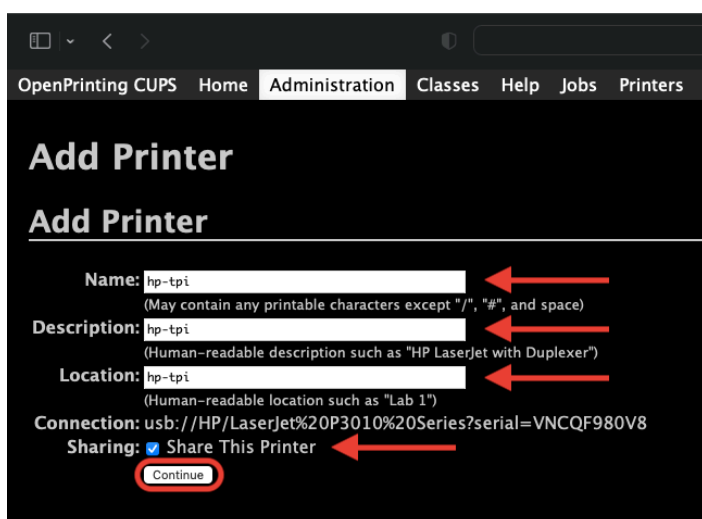 OpenPrinting CUPS Home Administration Classes Help Jobs Printers
Add Printer
Add Printer
Name: hp-tpi
(May contain any printable characters except "/", "#", and space)
Description: hp-tpi
(Human-readable description such as "HP LaserJet with Duplexer")
Location: hp-tpi
(Human-readable location such as "Lab 1")
Connection: usb://HP/LaserJet%20P3010%20Series?serial=VNCQF980V8
Sharing: Share This Printer
Continue